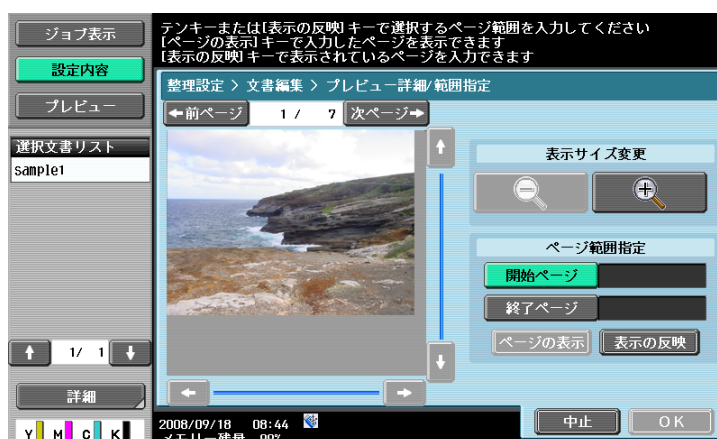 ジョブ表示
設定内容
プレビュー
選択文書リスト
sample1
1/ 1
詳細
Y M C K
テンキーまたは[表示の反映]キーで選択するページ範囲を入力してください
[ページの表示]キーで入力したページを表示できます
[表示の反映]キーで表示されているページを入力できます
整理設定 > 文書編集 > プレビュー詳細/範囲指定
←前ページ 1 / 7 次ページ→
表示サイズ変更
ページ範囲指定
開始ページ
終了ページ
ページの表示 表示の反映
2008/09/18 08:44
メモリー残量 99%
中止 OK